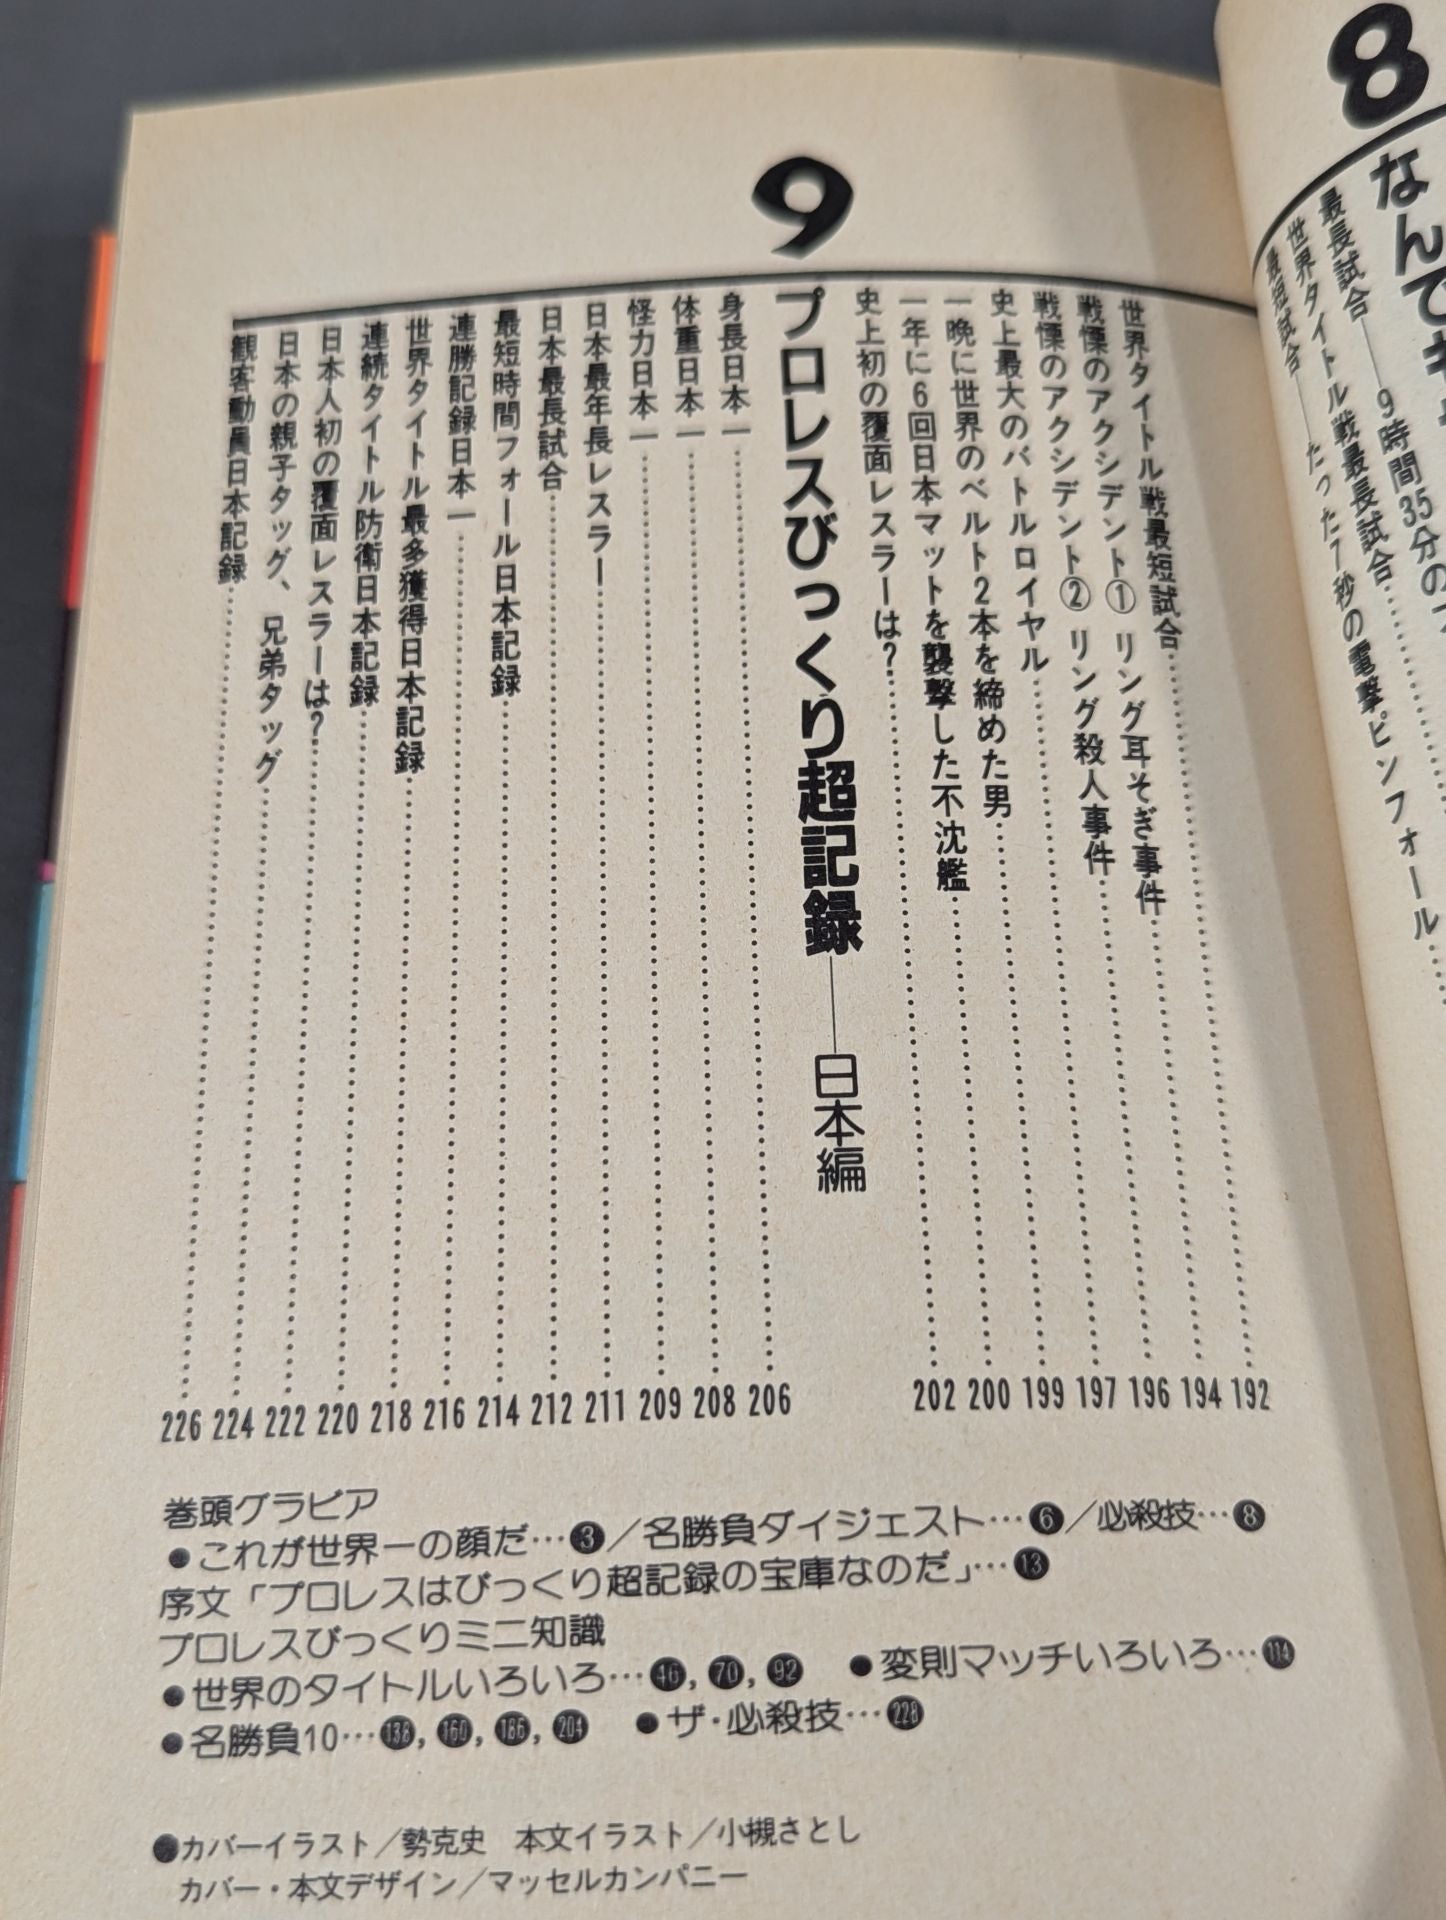 8
なんでも
最長試合――9時間35分の
世界タイトル戦最長試合
最短試合――たった7秒の電撃ピンフォール
世界タイトル戦最短試合……192
戦慄のアクシデント① リング耳そぎ事件……194
戦慄のアクシデント② リング殺人事件……196
史上最大のバトルロイヤル……197
一晩に世界のベルト2本を締めた男……199
一年に6回日本マットを襲撃した不沈艦……200
史上初の覆面レスラーは?……202
9
プロレスびっくり超記録――日本編
身長日本一……206
体重日本一……208
怪力日本一……209
日本最年長レスラー……211
日本最長試合……212
最短時間フォール日本記録……214
連勝記録日本一……216
世界タイトル最多獲得日本記録……218
連続タイトル防衛日本記録……220
日本人初の覆面レスラーは?……222
日本の親子タッグ、兄弟タッグ……224
観客動員日本記録……226
巻頭グラビア
●これが世界一の顔だ…3/名勝負ダイジェスト…6/必殺技…8
序文「プロレスはびっくり超記録の宝庫なのだ」…13
プロレスびっくりミニ知識
●世界のタイトルいろいろ…46,70,92 ●変則マッチいろいろ…114
●名勝負10…138,160,186,204 ●ザ・必殺技…228
●カバーイラスト/勢克史 本文イラスト/小槻さとし
カバー・本文デザイン/マッセルカンパニー